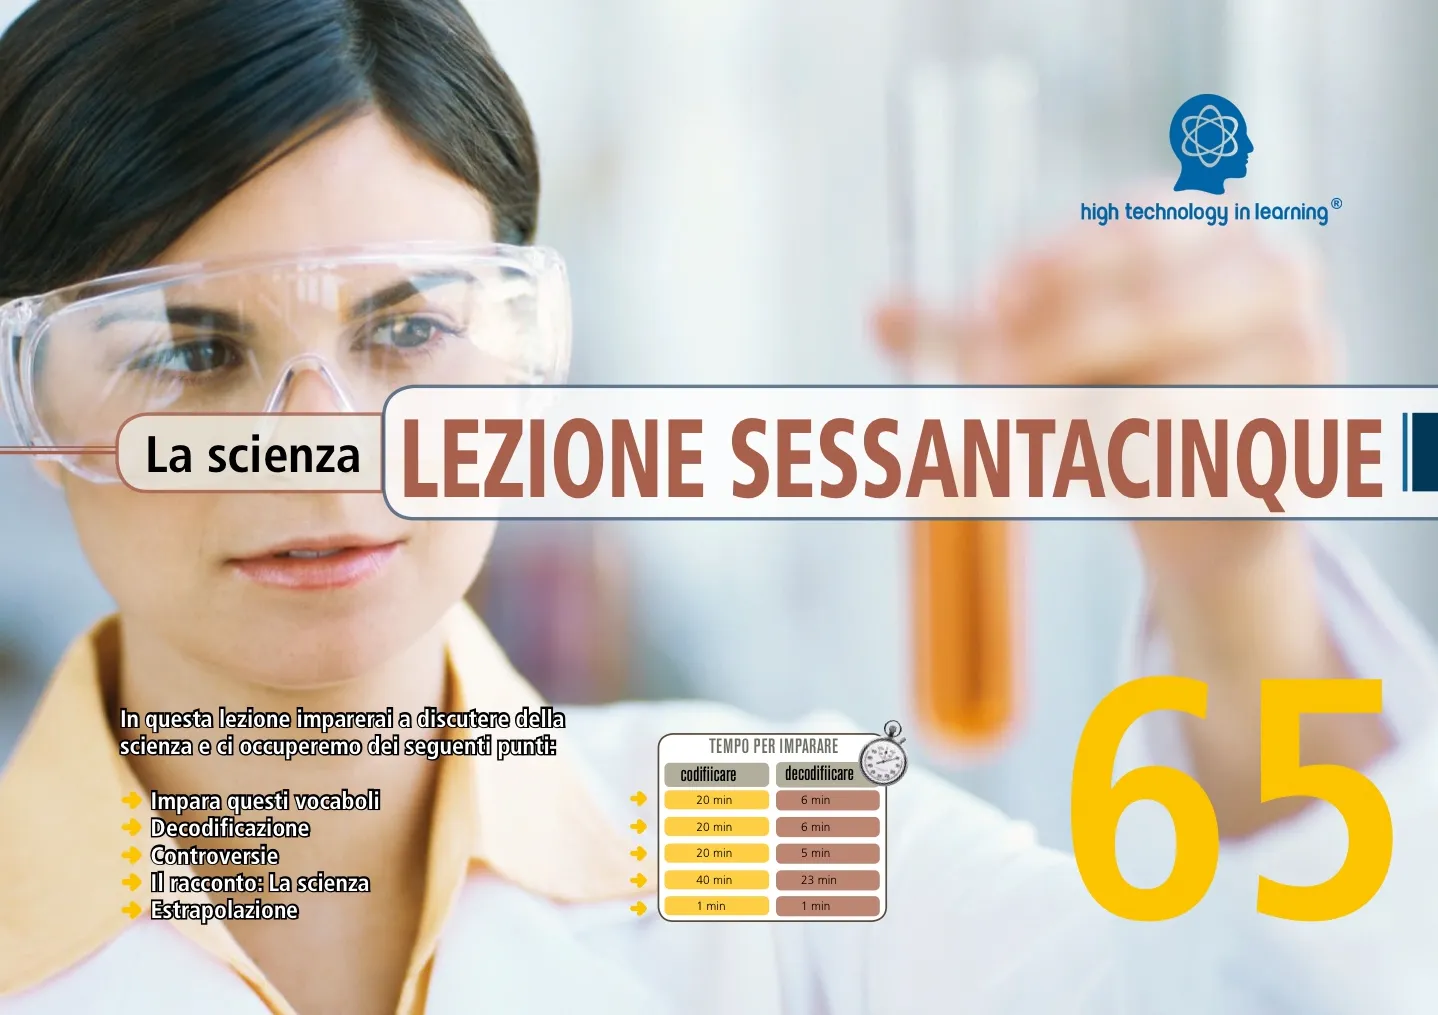 high technology in learning®
La scienza
LEZIONE SESSANTACINQUE
In questa lezione imparerai a discutere della
scienza e ci occuperemo dei seguenti punti:
Impara questi vocaboli
Decodificazione
Controversie
Il racconto: La scienza
Estrapolazione
TEMPO PER IMPARARE
codifiicare decodifiicare
20 min 6 min
20 min 6 min
20 min 5 min
40 min 23 min
1 min 1 min
65